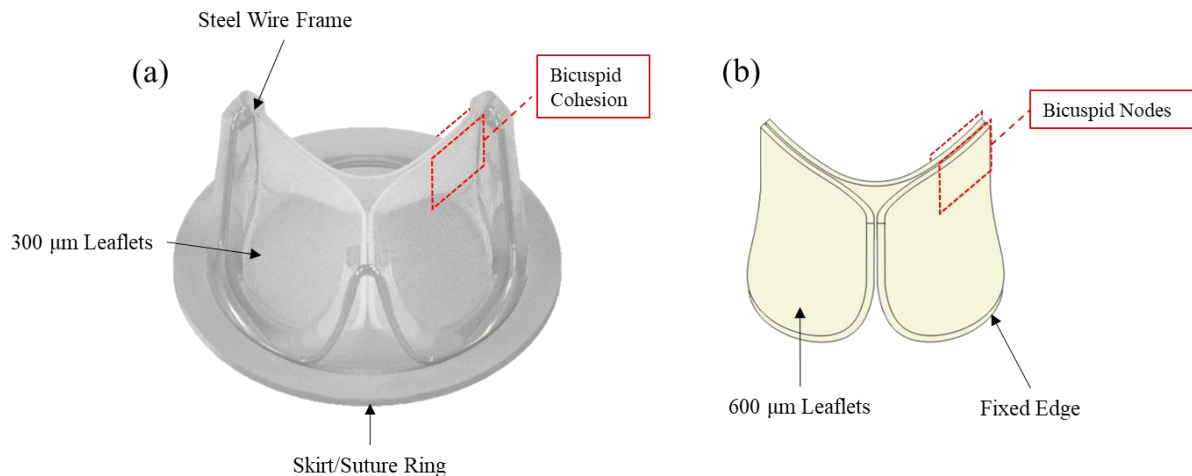 Steel Wire Frame
(a)
Bicuspid
Cohesion
300 μm Leaflets
Skirt/Suture Ring
(b)
Bicuspid Nodes
600 μm Leaflets
Fixed Edge